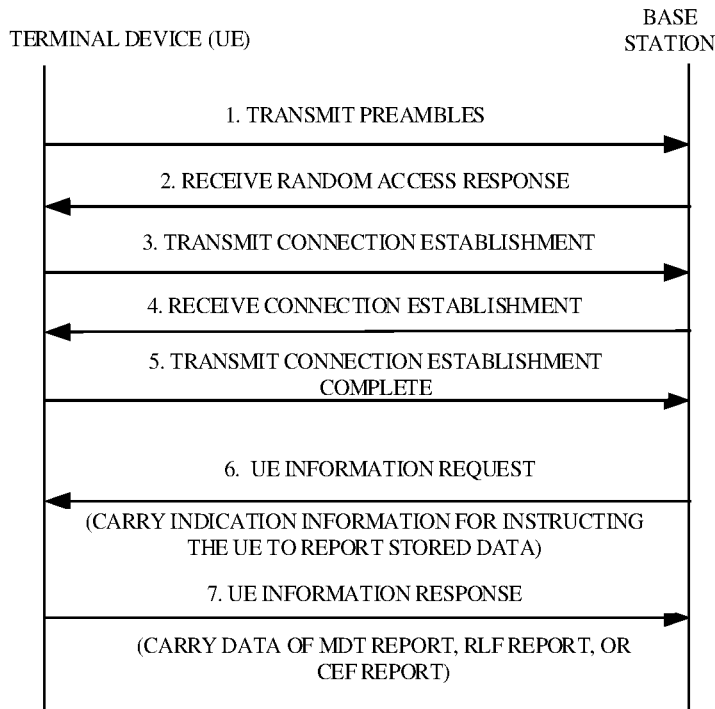 TERMINAL DEVICE (UE)
BASE
STATION
1. TRANSMIT PREAMBLES
2. RECEIVE RANDOM ACCESS RESPONSE
3. TRANSMIT CONNECTION ESTABLISHMENT
4. RECEIVE CONNECTION ESTABLISHMENT
5. TRANSMIT CONNECTION ESTABLISHMENT
COMPLETE
6. UE INFORMATION REQUEST
(CARRY INDICATION INFORMATION FOR INSTRUCTING
THE UE TO REPORT STORED DATA)
7. UE INFORMATION RESPONSE
(CARRY DATA OF MDT REPORT, RLF REPORT, OR
CEF REPORT)